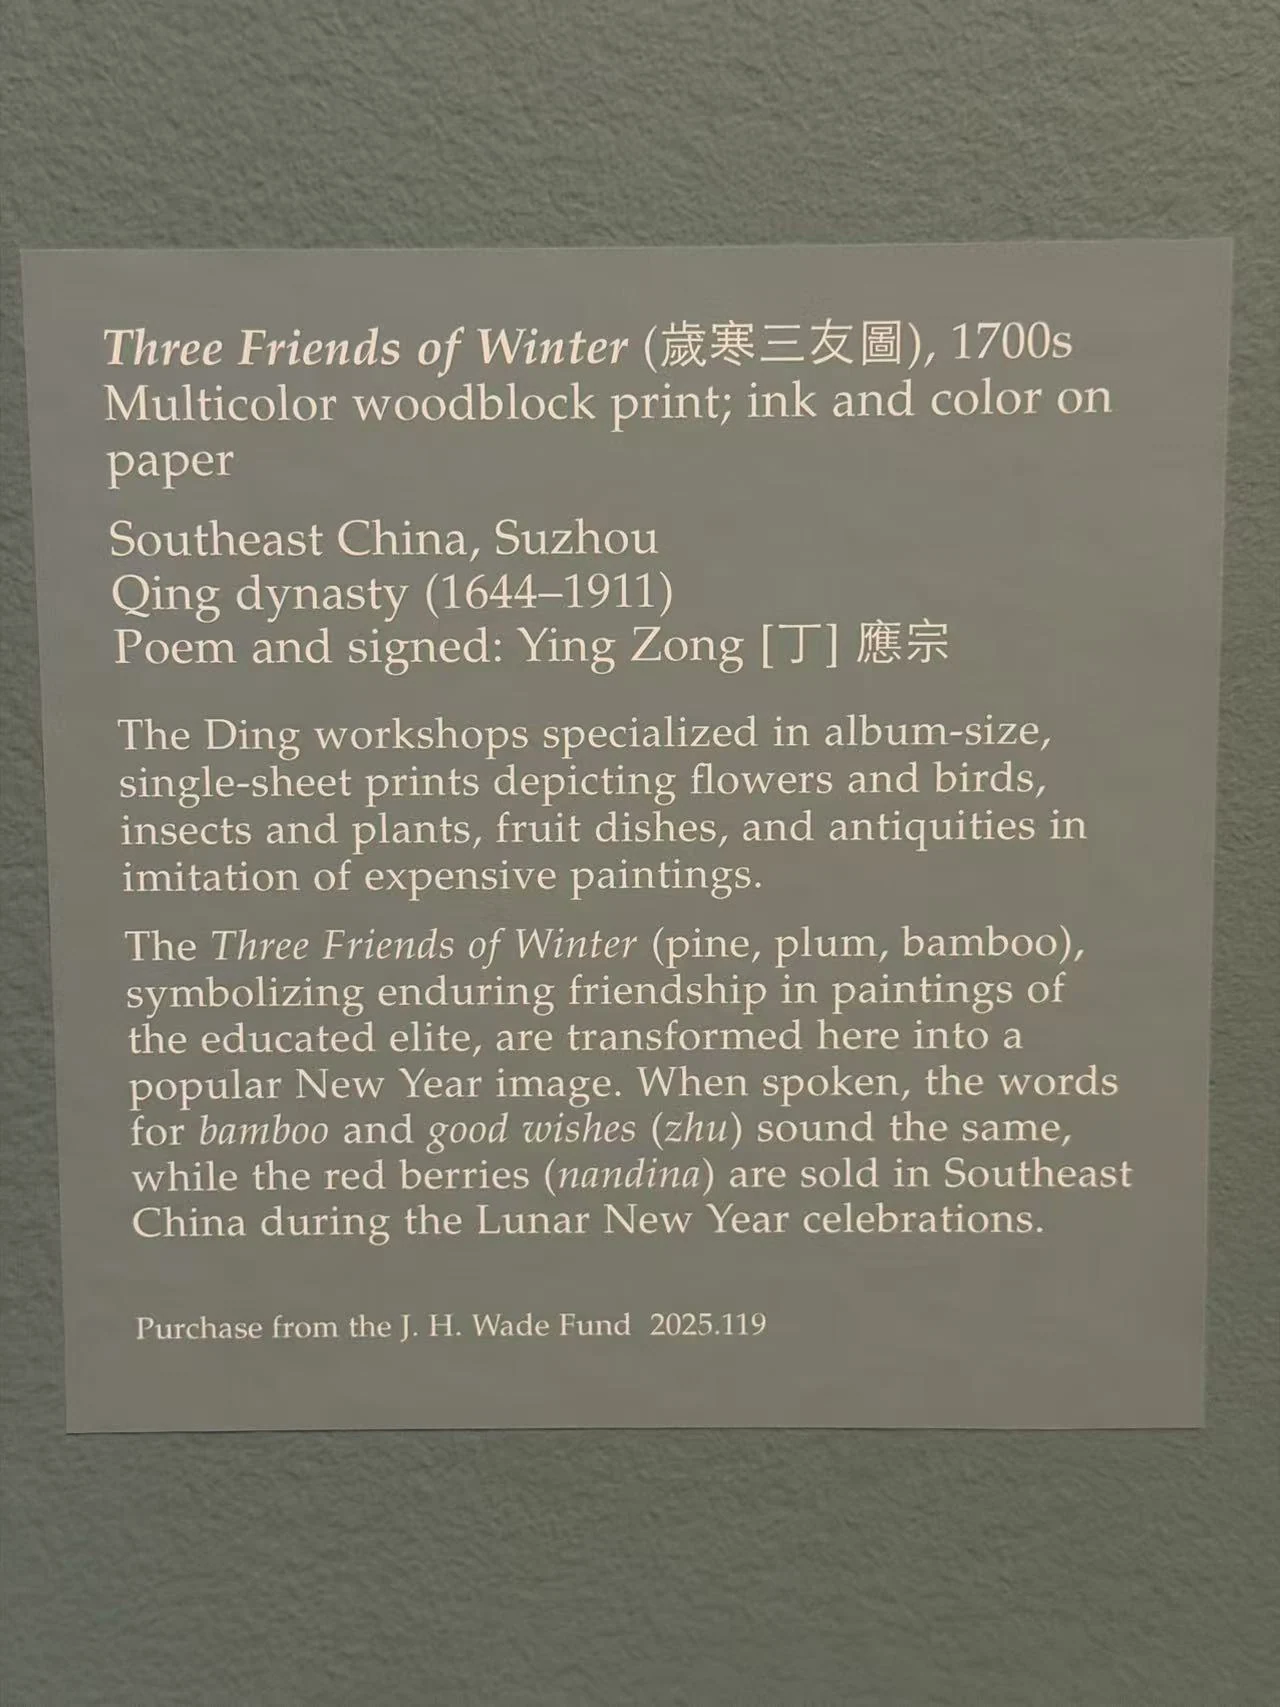 Three Friends of Winter (歲寒三友圖), 1700s
Multicolor woodblock print; ink and color on
paper
Southeast China, Suzhou
Qing dynasty (1644–1911)
Poem and signed: Ying Zong [丁] 應宗
The Ding workshops specialized in album-size,
single-sheet prints depicting flowers and birds,
insects and plants, fruit dishes, and antiquities in
imitation of expensive paintings.
The Three Friends of Winter (pine, plum, bamboo),
symbolizing enduring friendship in paintings of
the educated elite, are transformed here into a
popular New Year image. When spoken, the words
for bamboo and good wishes (zhu) sound the same,
while the red berries (nandina) are sold in Southeast
China during the Lunar New Year celebrations.
Purchase from the J. H. Wade Fund 2025.119